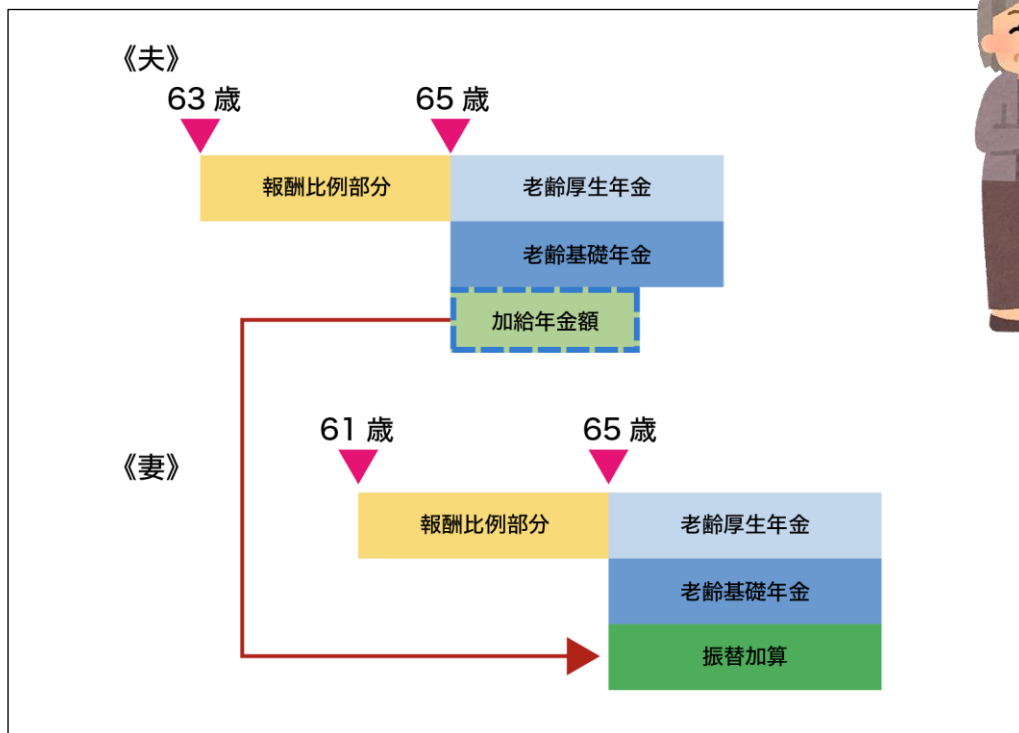 《夫》
63 歳
65 歳
報酬比例部分
老齢厚生年金
老齢基礎年金
加給年金額
《妻》
61 歳
65 歳
報酬比例部分
老齢厚生年金
老齢基礎年金
振替加算